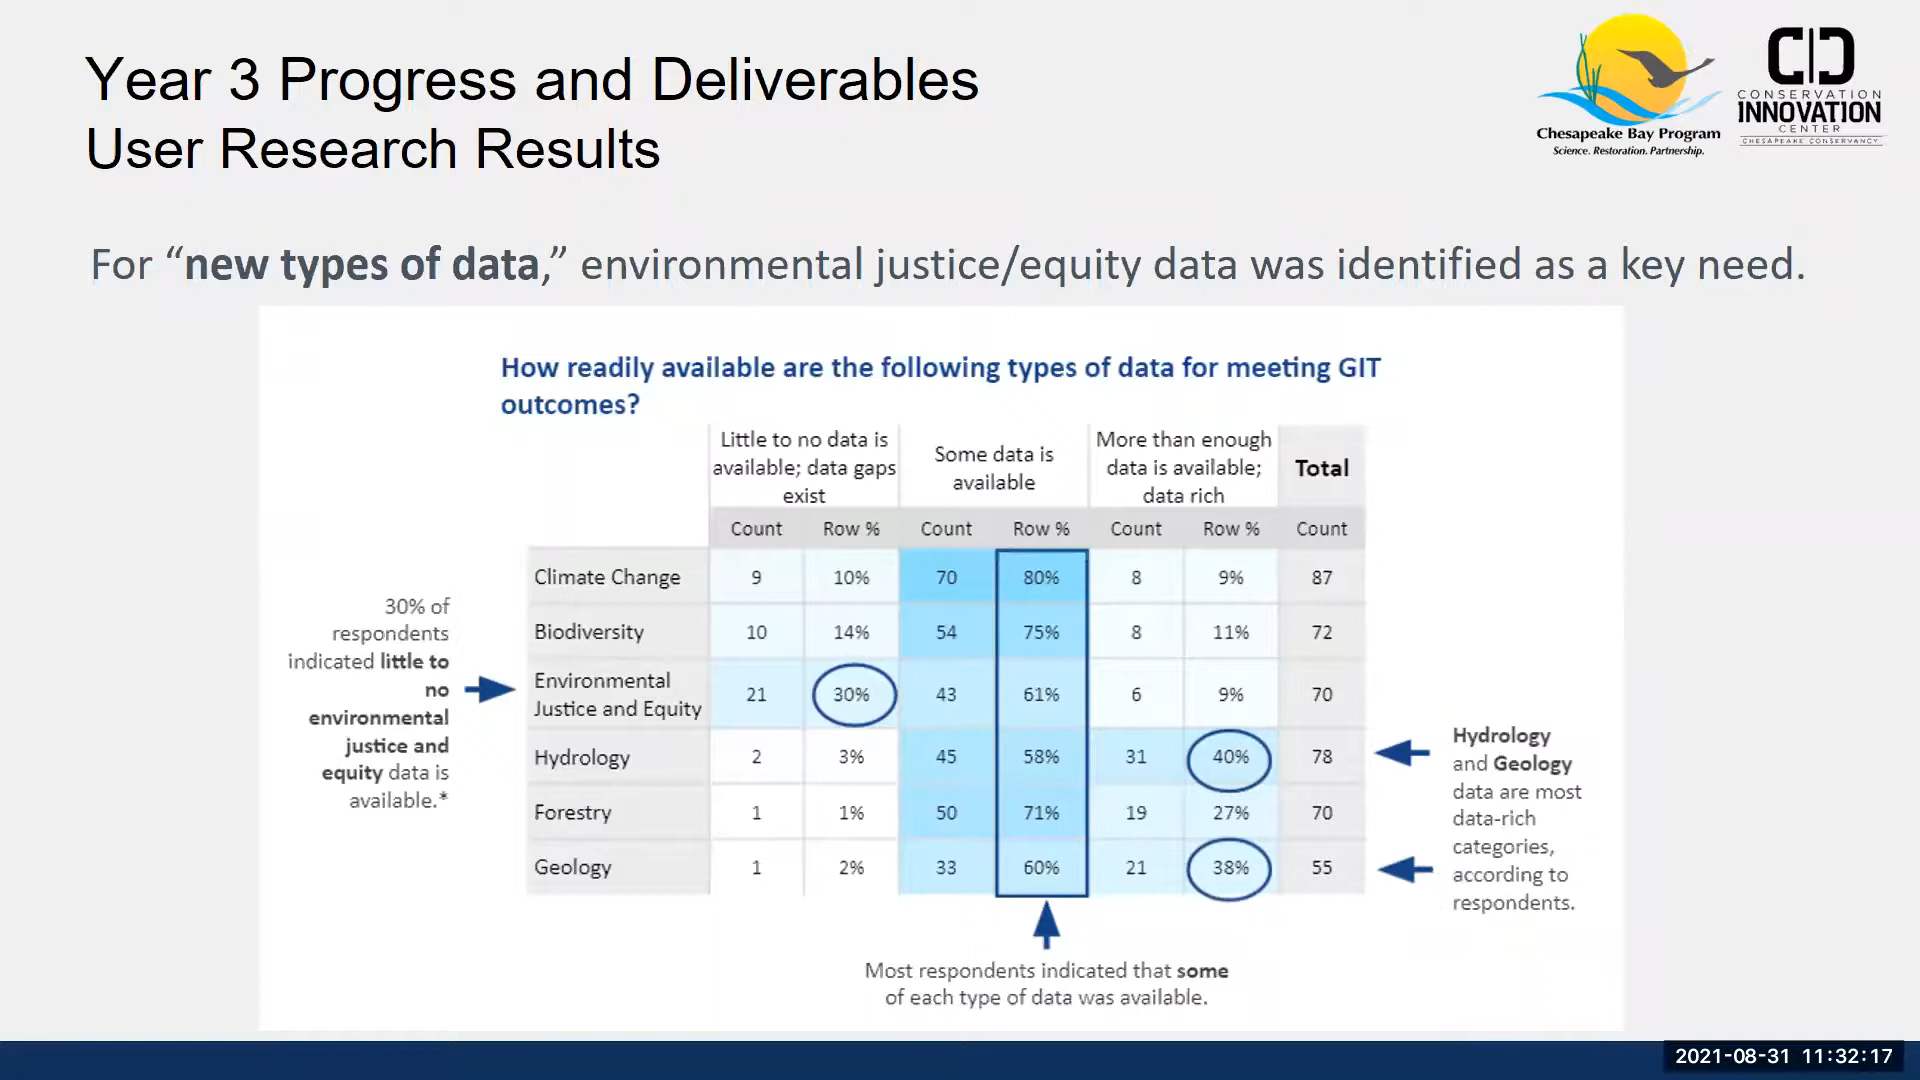 Year 3 Progress and Deliverables
User Research Results
Chesapeake Bay Program
Science. Restoration. Partnership.
CONSERVATION
INNOVATION
CENTER
CHESAPEAKE CONSERVANCY
For “new types of data,” environmental justice/equity data was identified as a key need.
How readily available are the following types of data for meeting GIT
outcomes?
Little to no data is
available; data gaps
exist
Some data is
available
More than enough
data is available;
data rich
Total
Count Row % Count Row % Count Row % Count
Climate Change 9 10% 70 80% 8 9% 87
Biodiversity 10 14% 54 75% 8 11% 72
Environmental
Justice and Equity 21 30% 43 61% 6 9% 70
Hydrology 2 3% 45 58% 31 40% 78
Forestry 1 1% 50 71% 19 27% 70
Geology 1 2% 33 60% 21 38% 55
30% of
respondents
indicated little to
no
environmental
justice and
equity data is
available.*
Hydrology
and Geology
data are most
data-rich
categories,
according to
respondents.
Most respondents indicated that some
of each type of data was available.
2021-08-31 11:32:17